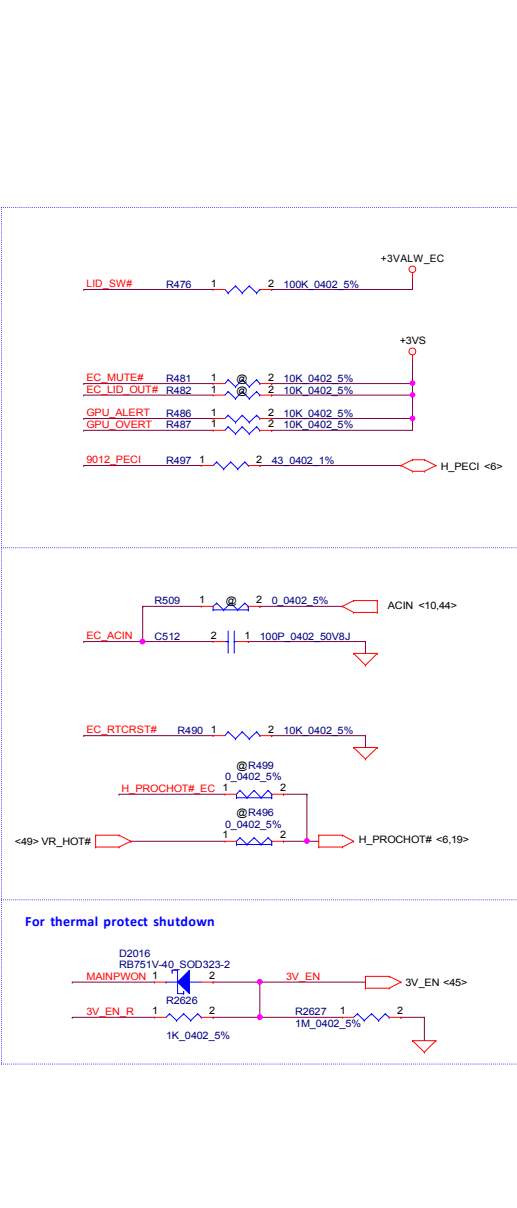 +3VALW_EC
LID_SW# R476 1 2 100K_0402_5%
+3VS
EC_MUTE# R481 1 @ 2 10K_0402_5%
EC_LID_OUT# R482 1 @ 2 10K_0402_5%
GPU_ALERT R486 1 2 10K_0402_5%
GPU_OVERT R487 1 2 10K_0402_5%
9012_PECI R497 1 2 43_0402_1% H_PECI <6>
R509 1 @ 2 0_0402_5% ACIN <10,44>
EC_ACIN C512 2 1 100P_0402_50V8J
EC_RTCRST# R490 1 2 10K_0402_5%
@R499
0_0402_5%
H_PROCHOT#_EC 1 2
@R496
0_0402_5%
<49> VR_HOT# 1 2 H_PROCHOT# <6,19>
For thermal protect shutdown
D2016
RB751V-40_SOD323-2
MAINPWON 1 2 3V_EN 3V_EN <45>
R2626
3V_EN_R 1 2 R2627 1 2
1K_0402_5% 1M_0402_5%